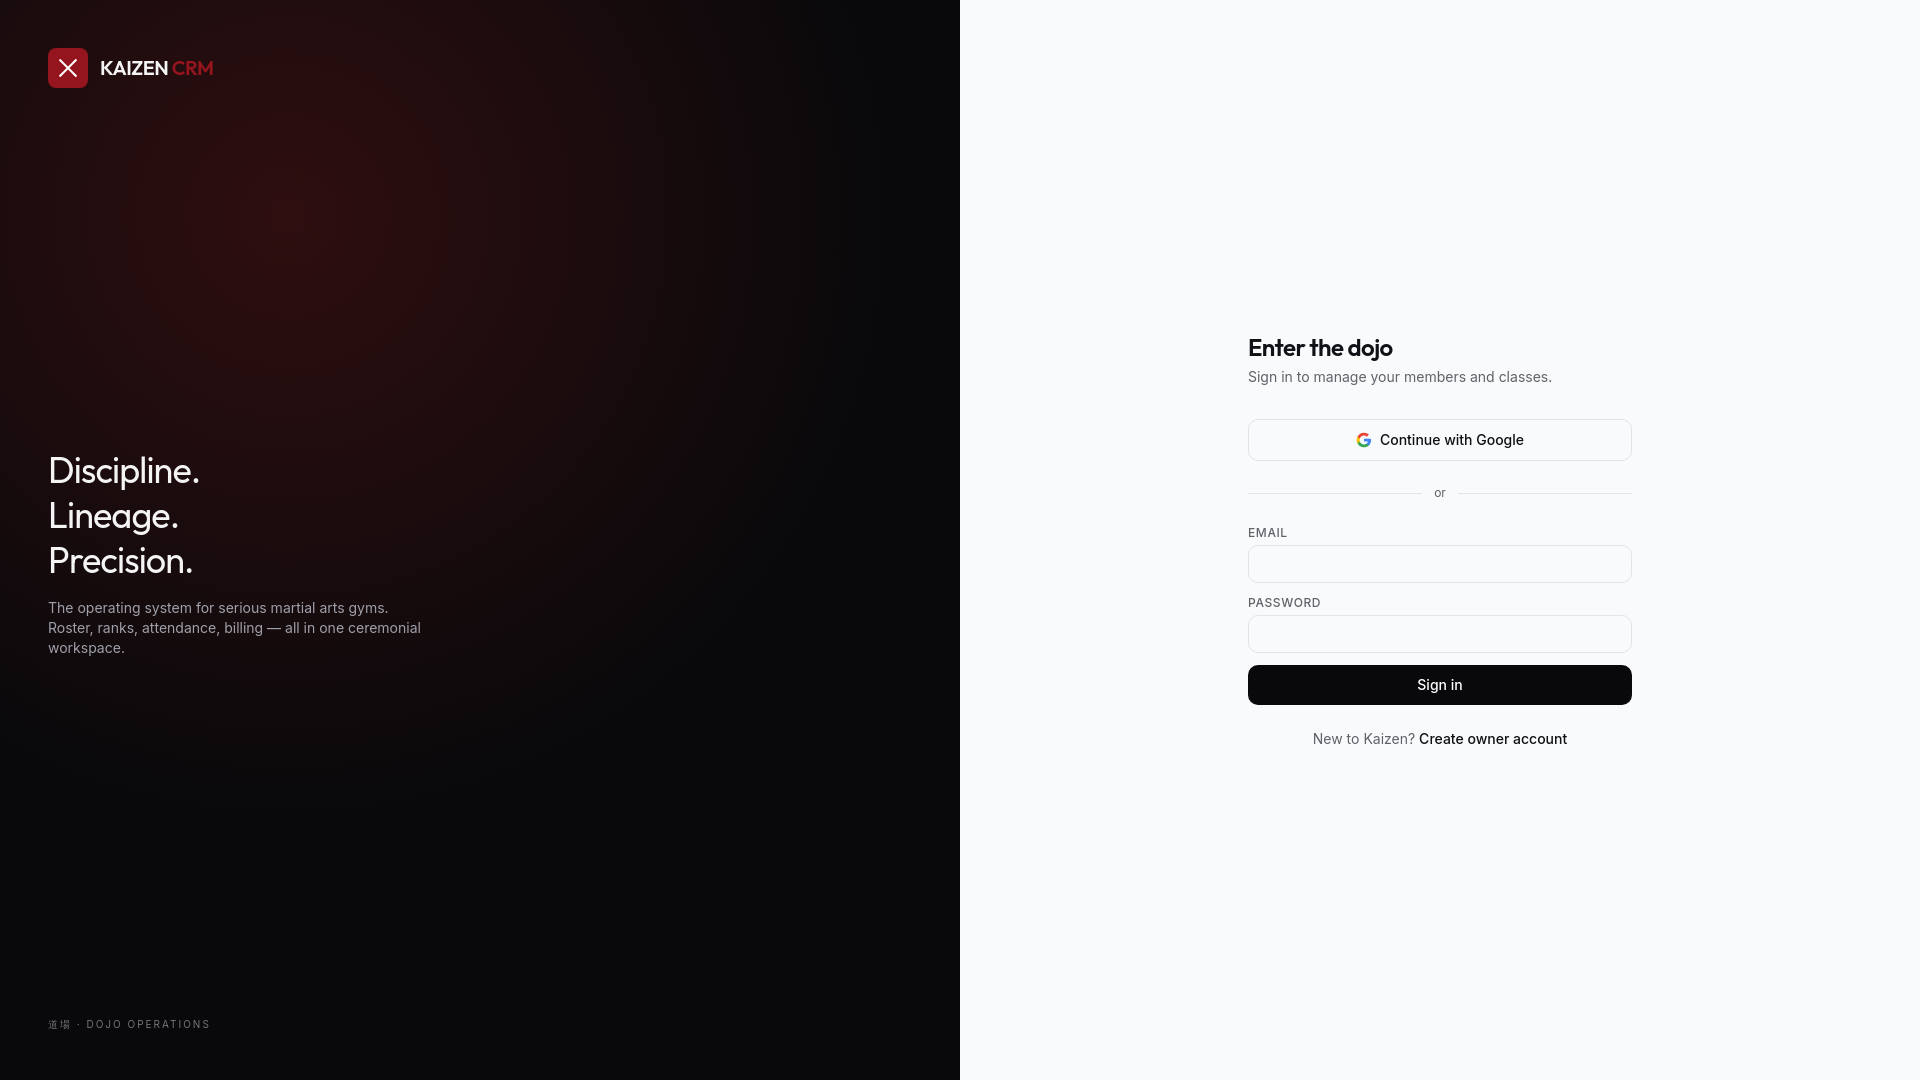 KAIZEN CRM
Discipline.
Lineage.
Precision.
The operating system for serious martial arts gyms.
Roster, ranks, attendance, billing — all in one ceremonial
workspace.
道場 · DOJO OPERATIONS
Enter the dojo
Sign in to manage your members and classes.
Continue with Google
or
EMAIL
PASSWORD
Sign in
New to Kaizen? Create owner account